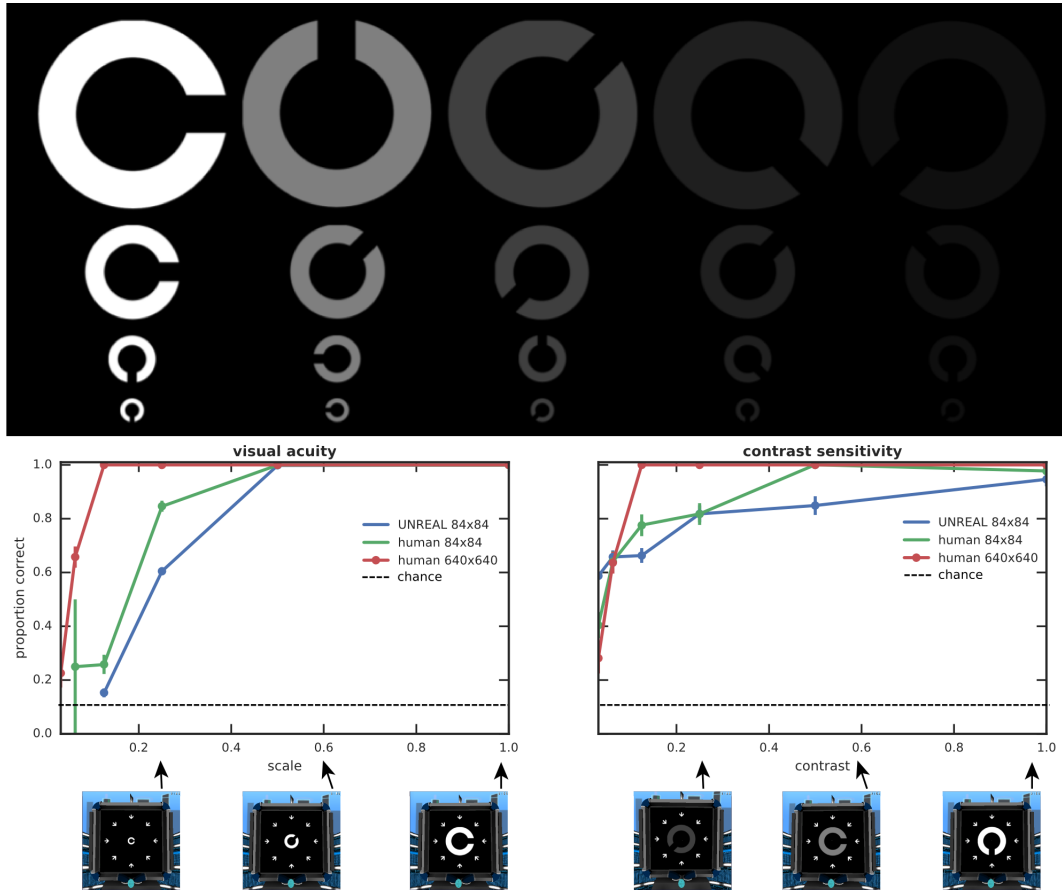 visual acuity
contrast sensitivity
proportion correct
1.0
0.8
0.6
0.4
0.2
0.0
UNREAL 84x84
human 84x84
human 640x640
chance
UNREAL 84x84
human 84x84
human 640x640
chance
0.2
0.4
0.6
0.8
1.0
scale
0.2
0.4
0.6
0.8
1.0
contrast